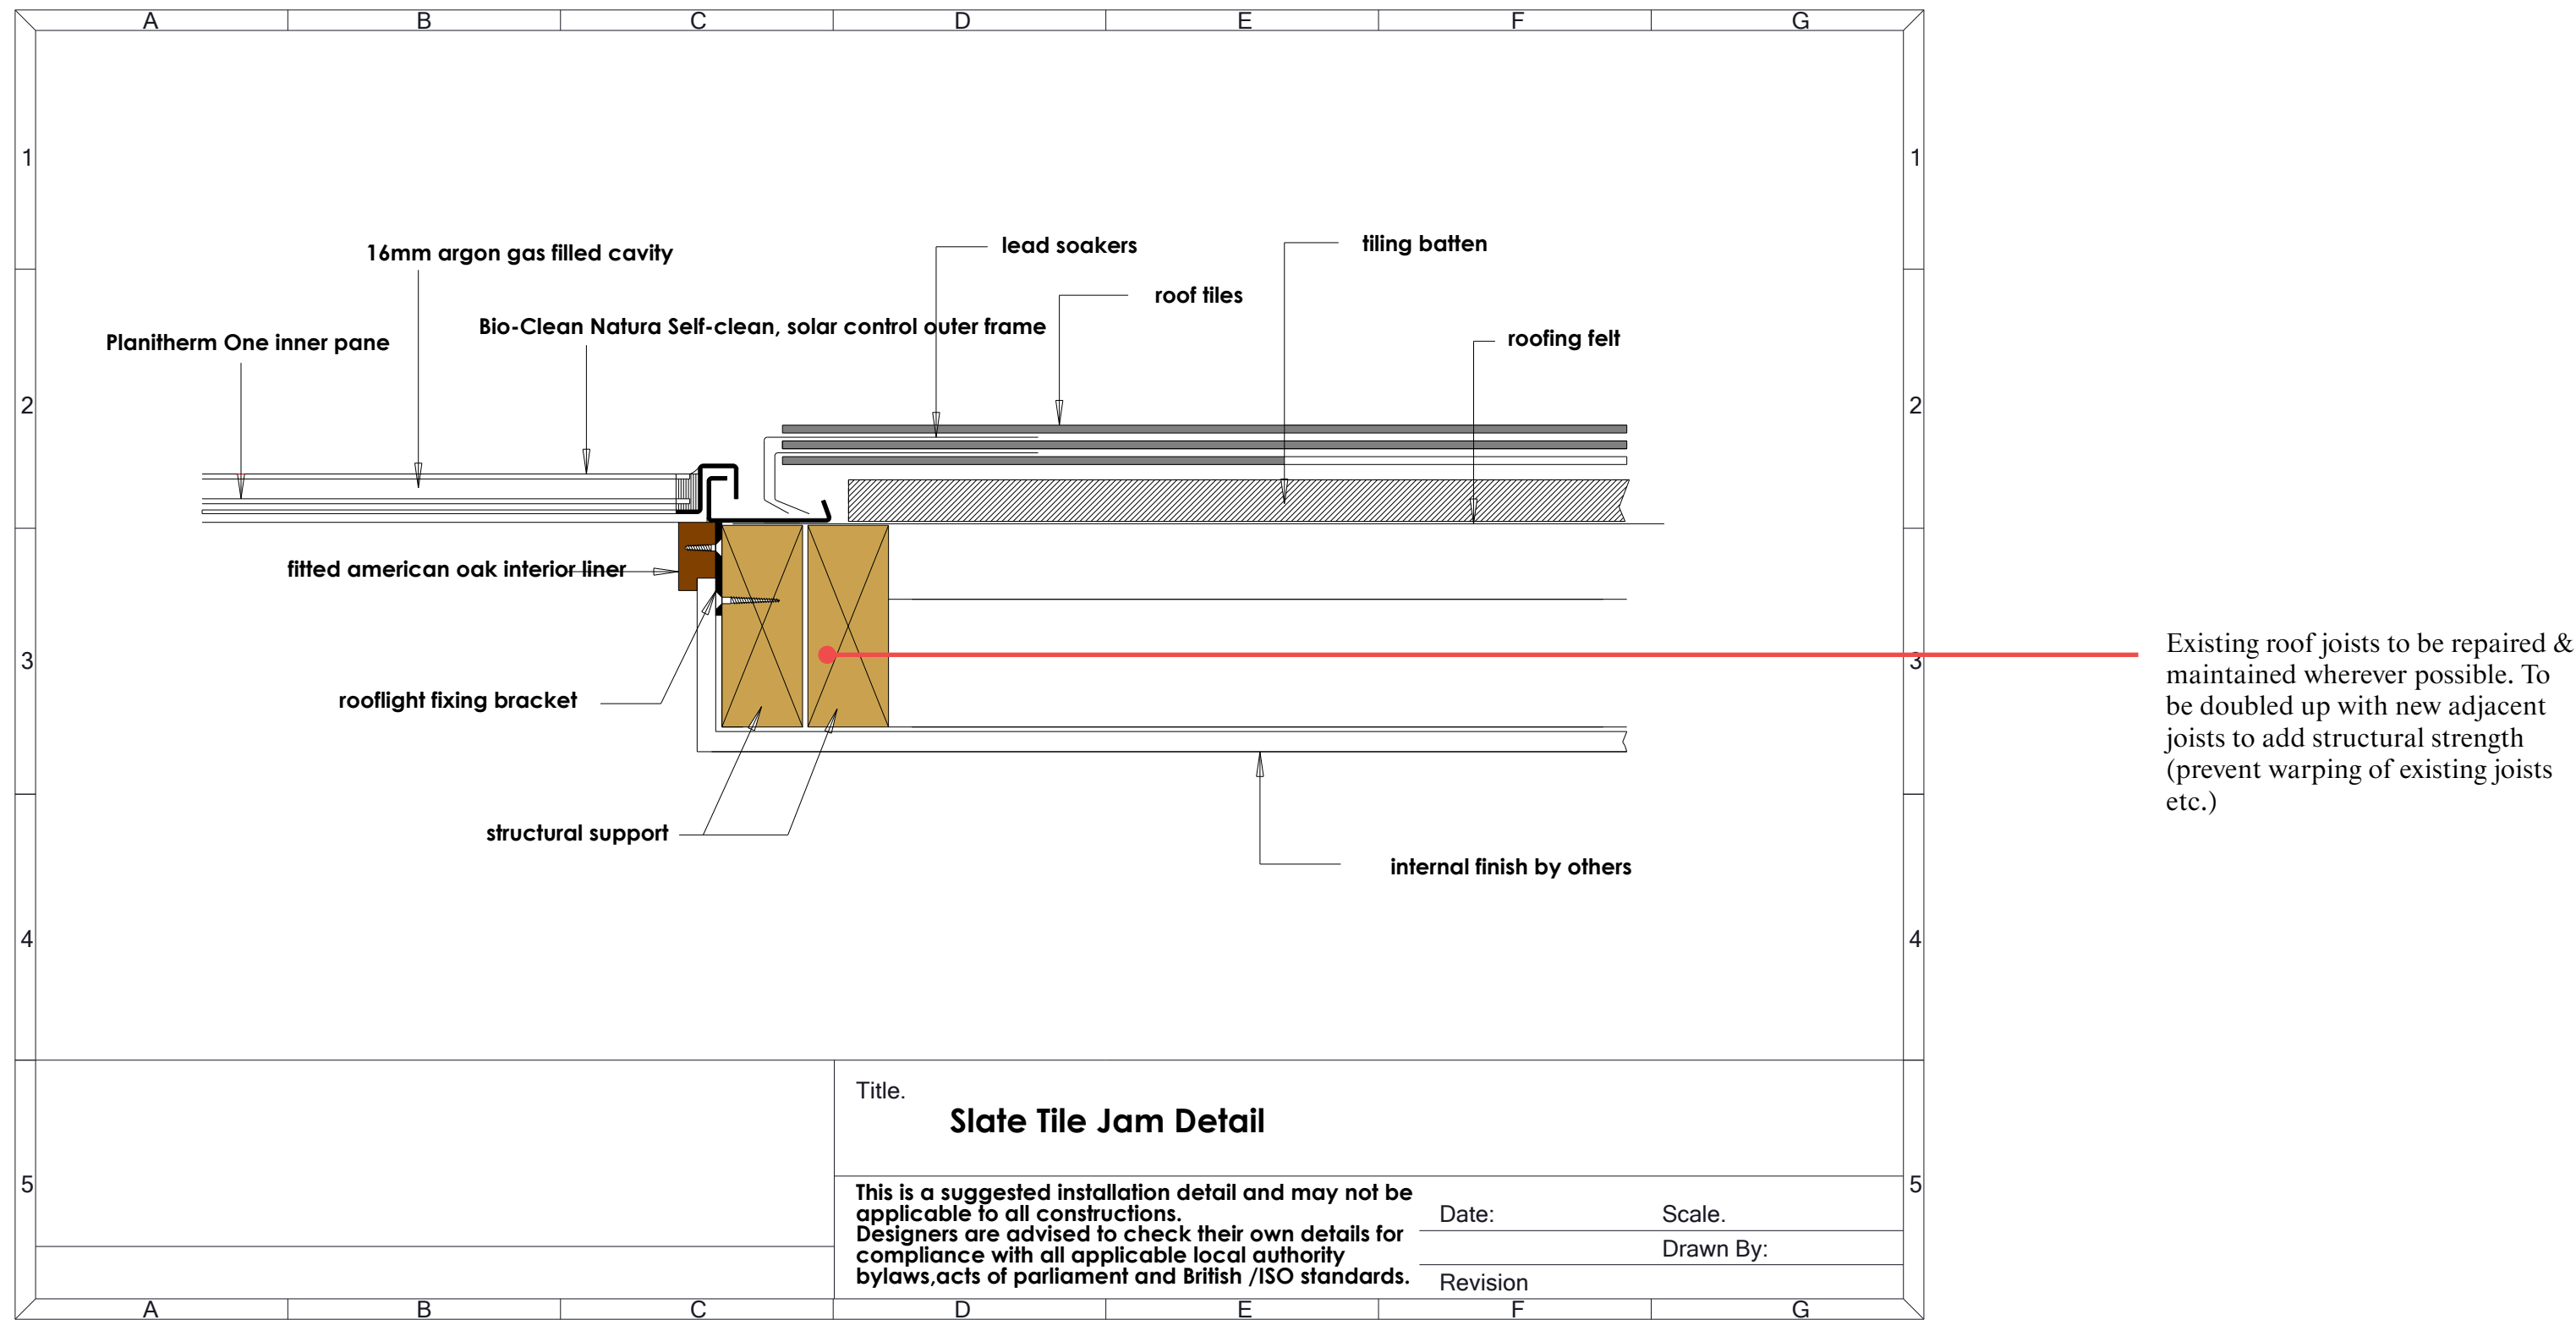 A B C D E F G
1 1
lead soakers
tiling batten
16mm argon gas filled cavity
roof tiles
Bio-Clean Natura Self-clean, solar control outer frame
Planitherm One inner pane
roofing felt
2 2
fitted american oak interior liner
3 3
Existing roof joists to be repaired &
maintained wherever possible. To
be doubled up with new adjacent
joists to add structural strength
(prevent warping of existing joists
etc.)
rooflight fixing bracket
structural support
internal finish by others
4 4
Title.
Slate Tile Jam Detail
5 5
This is a suggested installation detail and may not be
applicable to all constructions.
Designers are advised to check their own details for
compliance with all applicable local authority
bylaws,acts of parliament and British /ISO standards.
Date: Scale.
Drawn By:
Revision
A B C D E F G